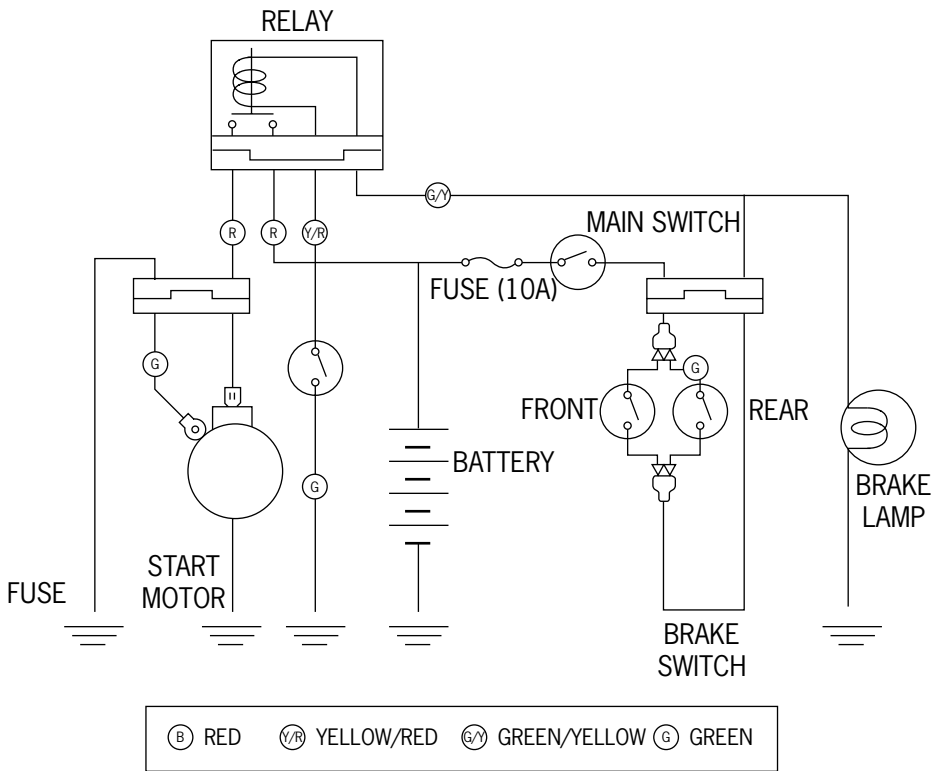 RELAY
G/Y
R
R
Y/R
MAIN SWITCH
FUSE (10A)
G
G
FRONT
REAR
BATTERY
G
BRAKE
LAMP
START
MOTOR
FUSE
BRAKE
SWITCH
B RED Y/R YELLOW/RED G/Y GREEN/YELLOW G GREEN